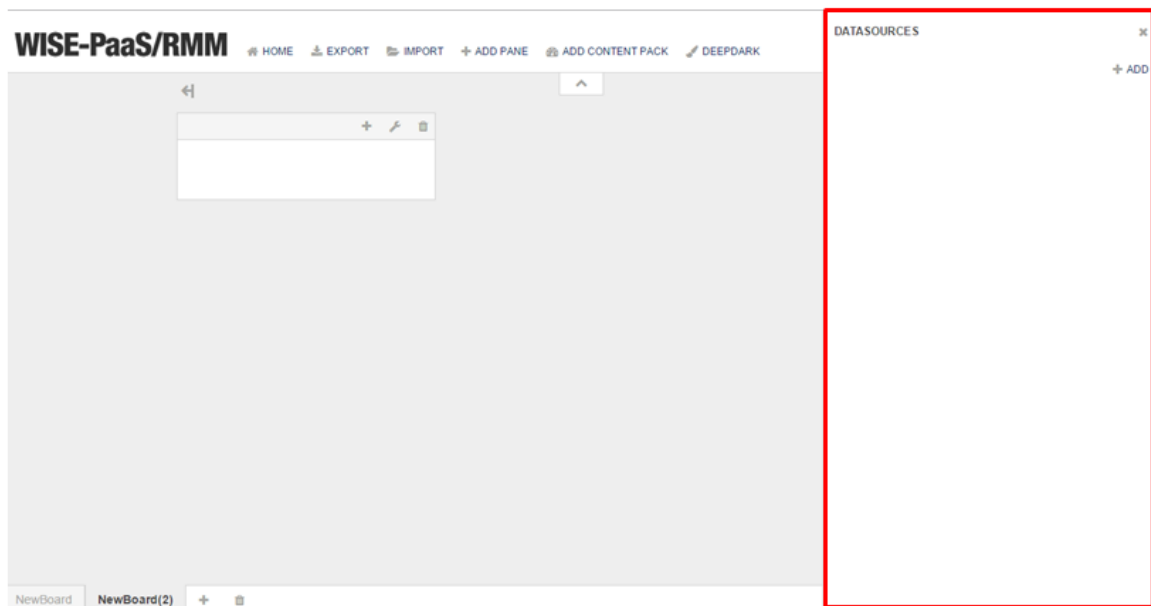 WISE-PaaS/RMM HOME EXPORT IMPORT ADD PANE ADD CONTENT PACK DEEPDARK
DATASOURCES
ADD
NewBoard NewBoard(2)